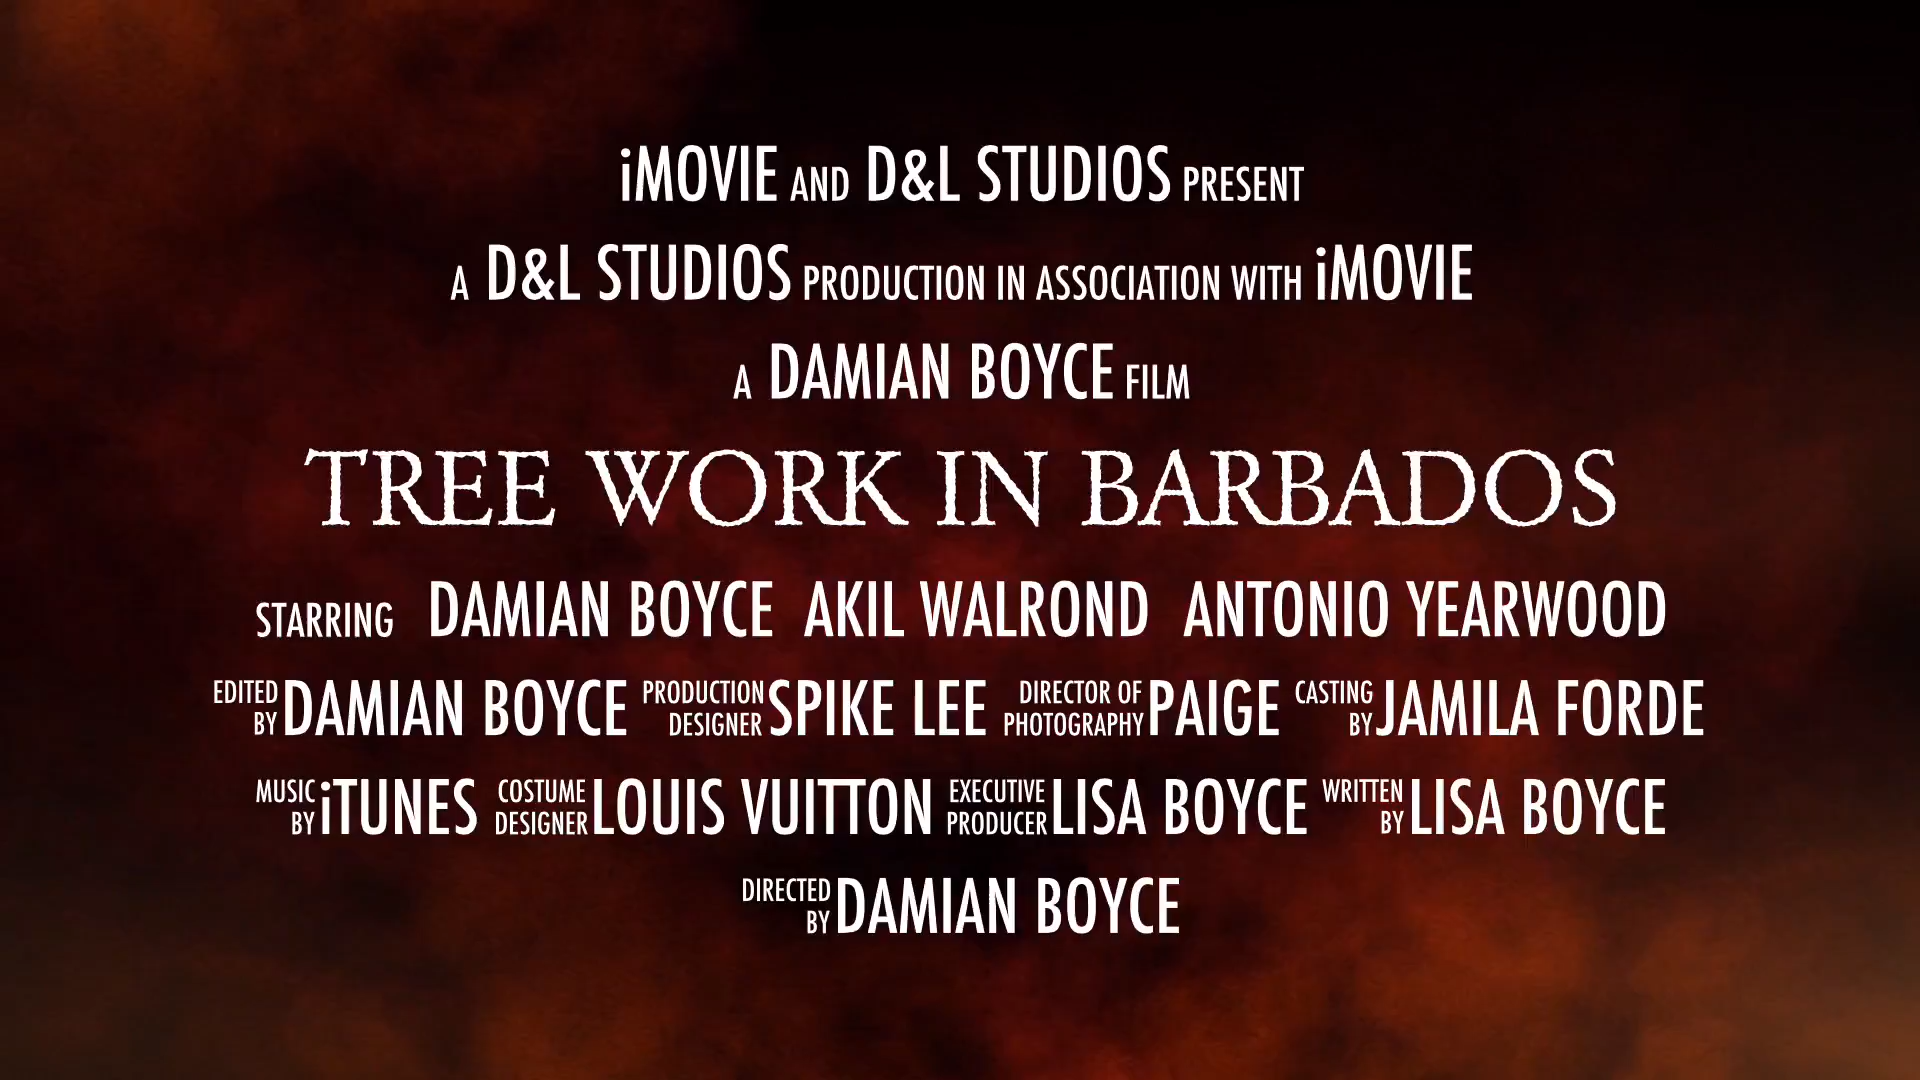 iMOVIE AND D&L STUDIOS PRESENT
A D&L STUDIOS PRODUCTION IN ASSOCIATION WITH iMOVIE
A DAMIAN BOYCE FILM
TREE WORK IN BARBADOS
STARRING DAMIAN BOYCE AKIL WALROND ANTONIO YEARWOOD
EDITED BY DAMIAN BOYCE PRODUCTION DESIGNER SPIKE LEE DIRECTOR OF PHOTOGRAPHY PAIGE CASTING BY JAMILA FORDE
MUSIC BY iTUNES COSTUME DESIGNER LOUIS VUITTON EXECUTIVE PRODUCER LISA BOYCE WRITTEN BY LISA BOYCE
DIRECTED BY DAMIAN BOYCE